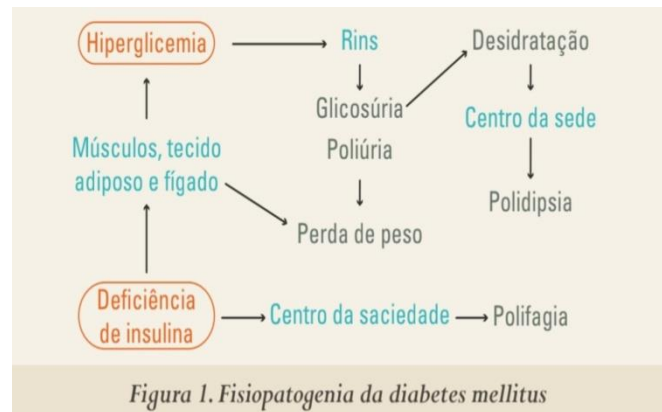 Hiperglicemia
Rins
Desidratação
Glicosúria
Poliúria
Centro da sede
Músculos, tecido
adiposo e fígado
Polidipsia
Perda de peso
Deficiência
de insulina
Centro da saciedade
Polifagia
Figura 1. Fisiopatogenia da diabetes mellitus